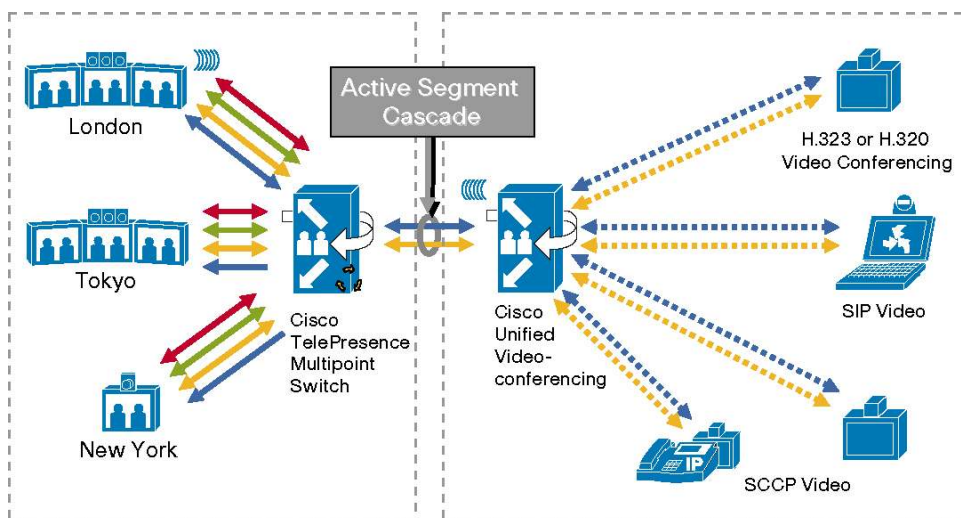 London
Active Segment
Cascade
H.323 or H.320
Video Conferencing
Tokyo
SIP Video
Cisco
TelePresence
Multipoint
Switch
Cisco
Unified
Video-
conferencing
New York
IP
SCCP Video